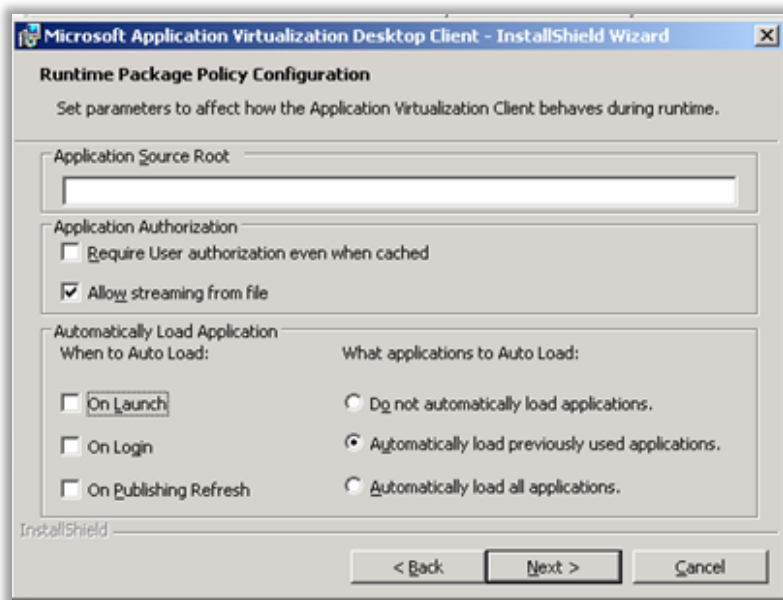 Microsoft Application Virtualization Desktop Client - InstallShield Wizard
Runtime Package Policy Configuration
Set parameters to affect how the Application Virtualization Client behaves during runtime.
Application Source Root
Application Authorization
Require User authorization even when cached
Allow streaming from file
Automatically Load Application
When to Auto Load: What applications to Auto Load:
On Launch Do not automatically load applications.
On Login Automatically load previously used applications.
On Publishing Refresh Automatically load all applications.
InstallShield
< Back Next > Cancel